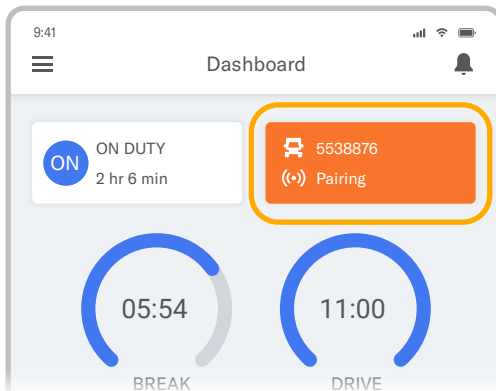 9:41
Dashboard
ON
ON DUTY
2 hr 6 min
5538876
Pairing
05:54
11:00
BREAK
DRIVE